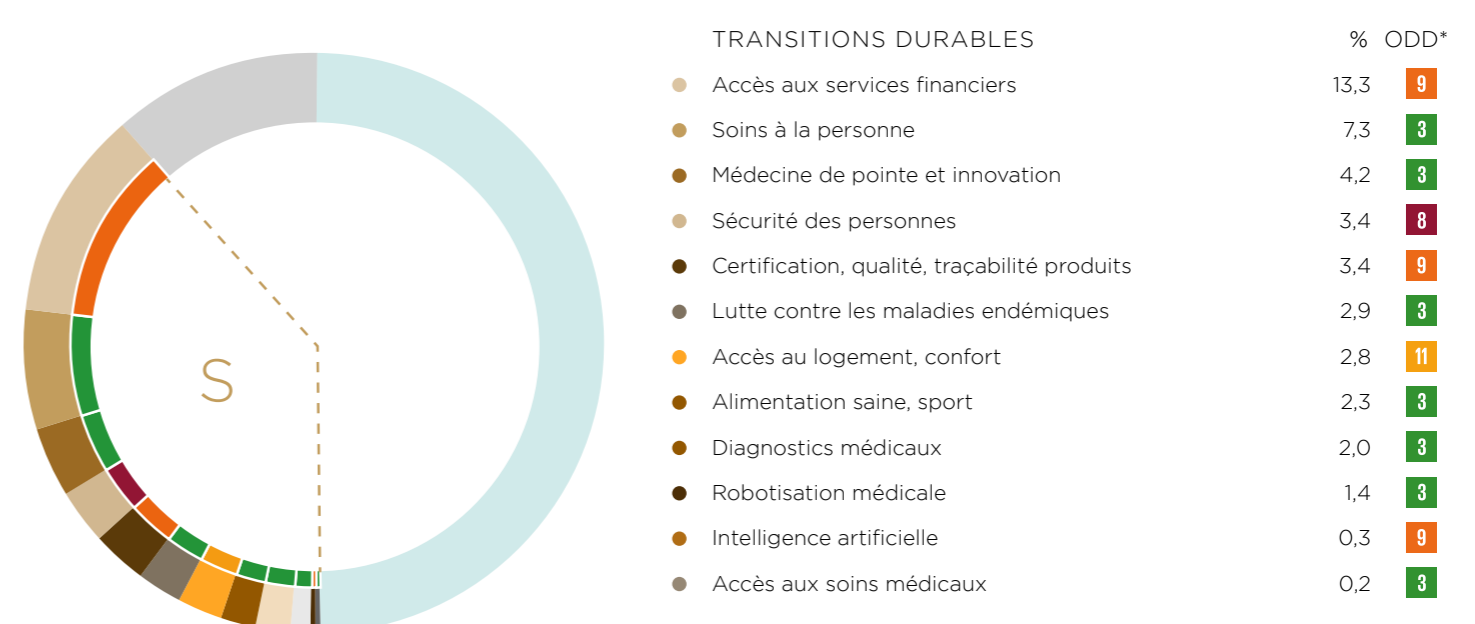 S
TRANSITIONS DURABLES % ODD*
Accès aux services financiers 13,3 9
Soins à la personne 7,3 3
Médecine de pointe et innovation 4,2 3
Sécurité des personnes 3,4 8
Certification, qualité, traçabilité produits 3,4 9
Lutte contre les maladies endémiques 2,9 3
Accès au logement, confort 2,8 11
Alimentation saine, sport 2,3 3
Diagnostics médicaux 2,0 3
Robotisation médicale 1,4 3
Intelligence artificielle 0,3 9
Accès aux soins médicaux 0,2 3